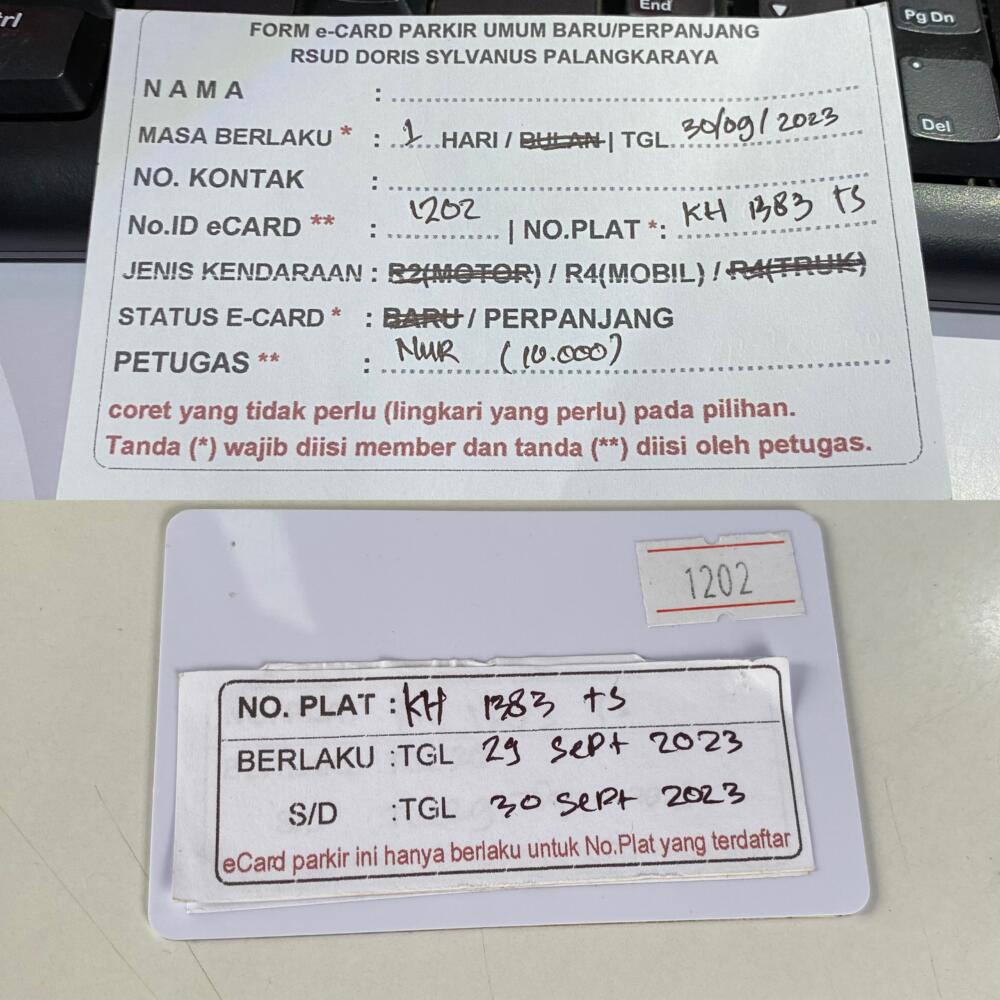 ctrl
End
Pg Dn
Del
FORM e-CARD PARKIR UMUM BARU/PERPANJANG
RSUD DORIS SYLVANUS PALANGKARAYA
NAMA :
MASA BERLAKU * : 1 HARI / BULAN | TGL 30/09/2023
NO. KONTAK :
No.ID eCARD ** : 1202 | NO.PLAT *: KH 1383 TS
JENIS KENDARAAN : R2(MOTOR) / R4(MOBIL) / R4(TRUK)
STATUS E-CARD * : BARU / PERPANJANG
PETUGAS ** : NUR (10.000)
coret yang tidak perlu (lingkari yang perlu) pada pilihan.
Tanda (*) wajib diisi member dan tanda (**) diisi oleh petugas.
1202
NO. PLAT : KH 1383 TS
BERLAKU : TGL 29 Sept 2023
S/D : TGL 30 Sept 2023
eCard parkir ini hanya berlaku untuk No.Plat yang terdaftar